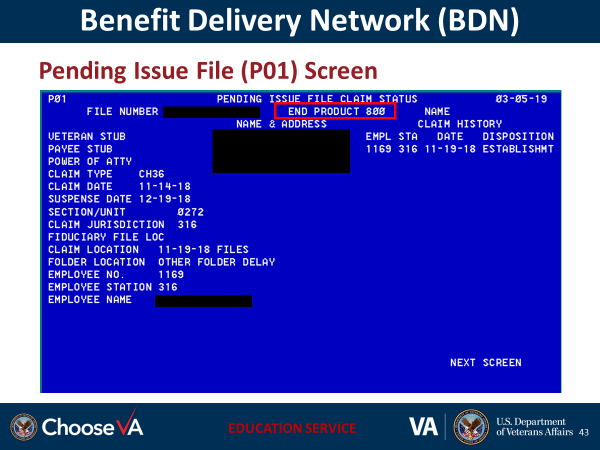 Benefit Delivery Network (BDN)
Pending Issue File (P01) Screen
P01 PENDING ISSUE FILE CLAIM STATUS 03-05-19
FILE NUMBER END PRODUCT 800 NAME
NAME & ADDRESS CLAIM HISTORY
VETERAN STUB EMPL STA DATE DISPOSITION
PAYEE STUB 1169 316 11-19-18 ESTABLISHMT
POWER OF ATTY
CLAIM TYPE CH36
CLAIM DATE 11-14-18
SUSPENSE DATE 12-19-18
SECTION/UNIT 0272
CLAIM JURISDICTION 316
FIDUCIARY FILE LOC
CLAIM LOCATION 11-19-18 FILES
FOLDER LOCATION OTHER FOLDER DELAY
EMPLOYEE NO. 1169
EMPLOYEE STATION 316
EMPLOYEE NAME
NEXT SCREEN
ChooseVA
EDUCATION SERVICE
VA
U.S. Department
of Veterans Affairs
43